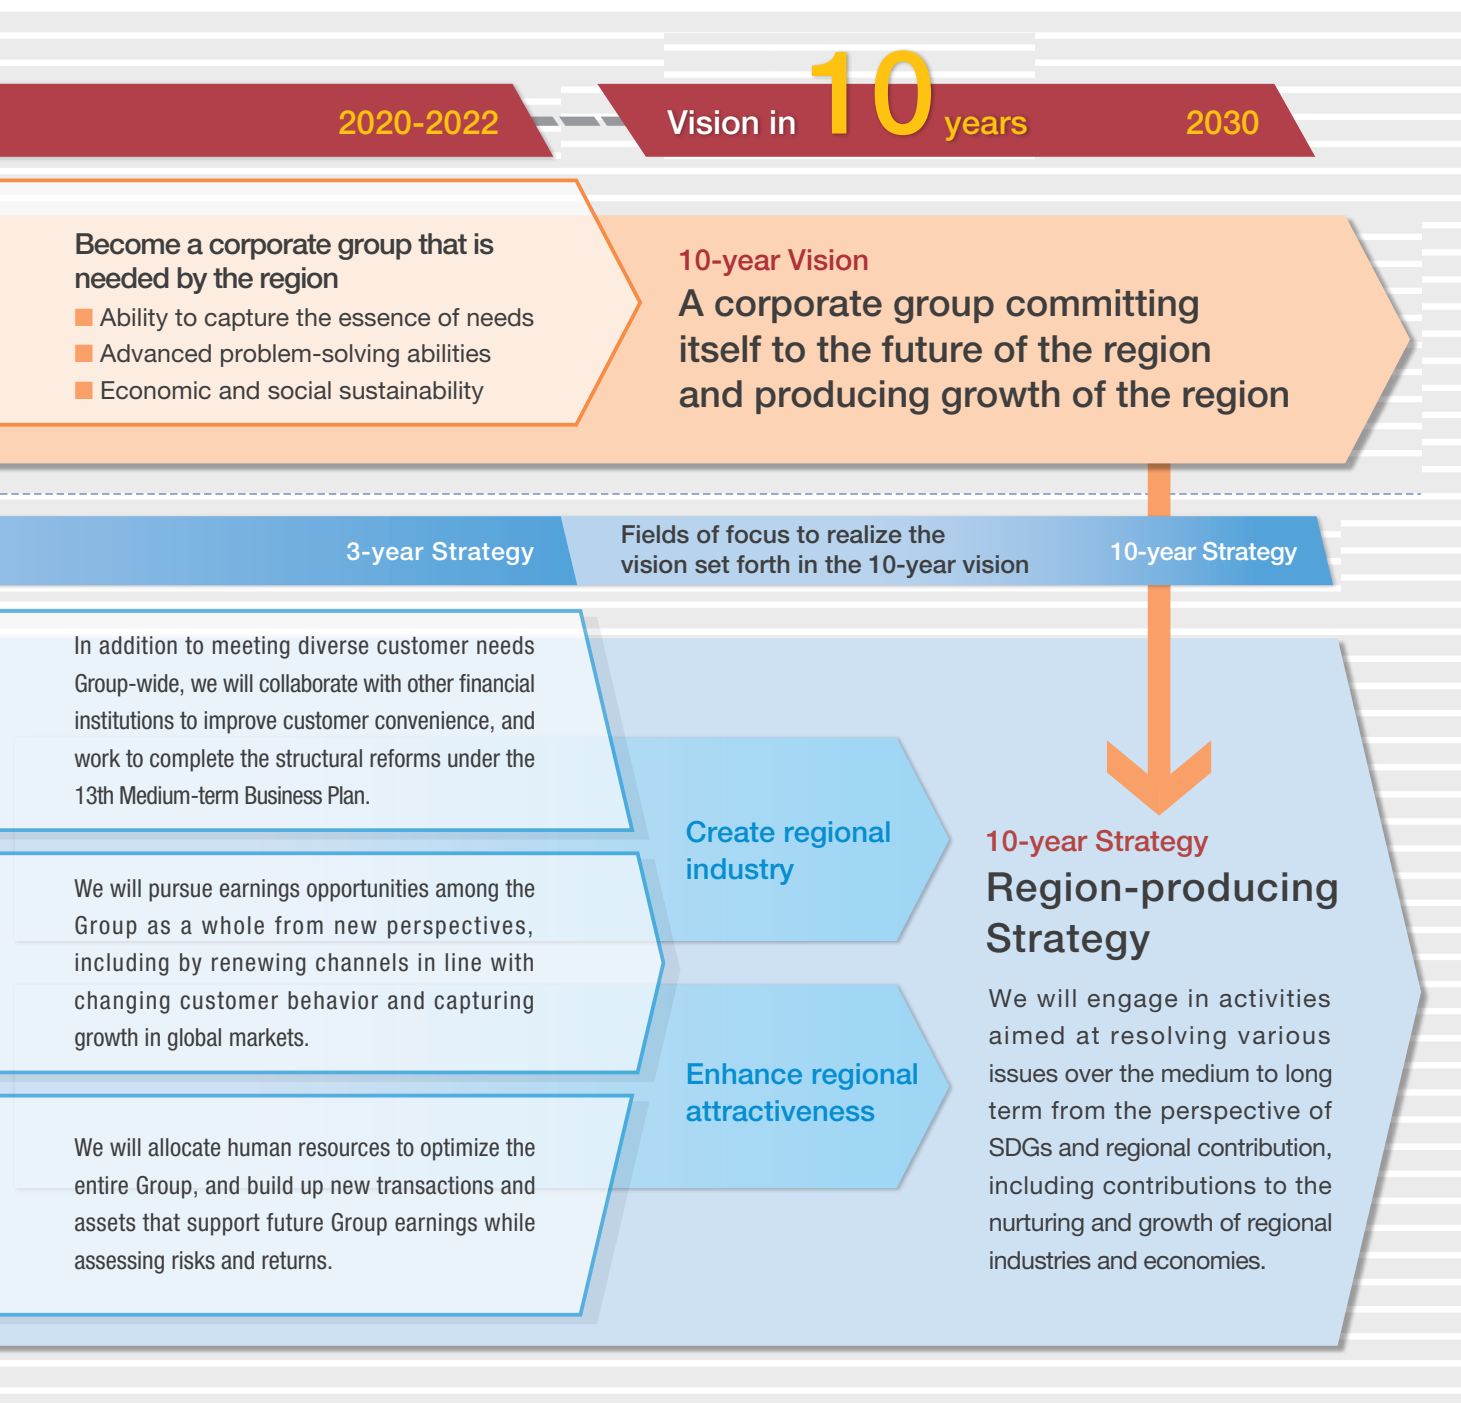 2020-2022
Vision in 10 years
2030
Become a corporate group that is
needed by the region
Ability to capture the essence of needs
Advanced problem-solving abilities
Economic and social sustainability
10-year Vision
A corporate group committing
itself to the future of the region
and producing growth of the region
3-year Strategy
Fields of focus to realize the
vision set forth in the 10-year vision
10-year Strategy
In addition to meeting diverse customer needs
Group-wide, we will collaborate with other financial
institutions to improve customer convenience, and
work to complete the structural reforms under the
13th Medium-term Business Plan.
We will pursue earnings opportunities among the
Group as a whole from new perspectives,
including by renewing channels in line with
changing customer behavior and capturing
growth in global markets.
We will allocate human resources to optimize the
entire Group, and build up new transactions and
assets that support future Group earnings while
assessing risks and returns.
Create regional
industry
Enhance regional
attractiveness
10-year Strategy
Region-producing
Strategy
We will engage in activities
aimed at resolving various
issues over the medium to long
term from the perspective of
SDGs and regional contribution,
including contributions to the
nurturing and growth of regional
industries and economies.